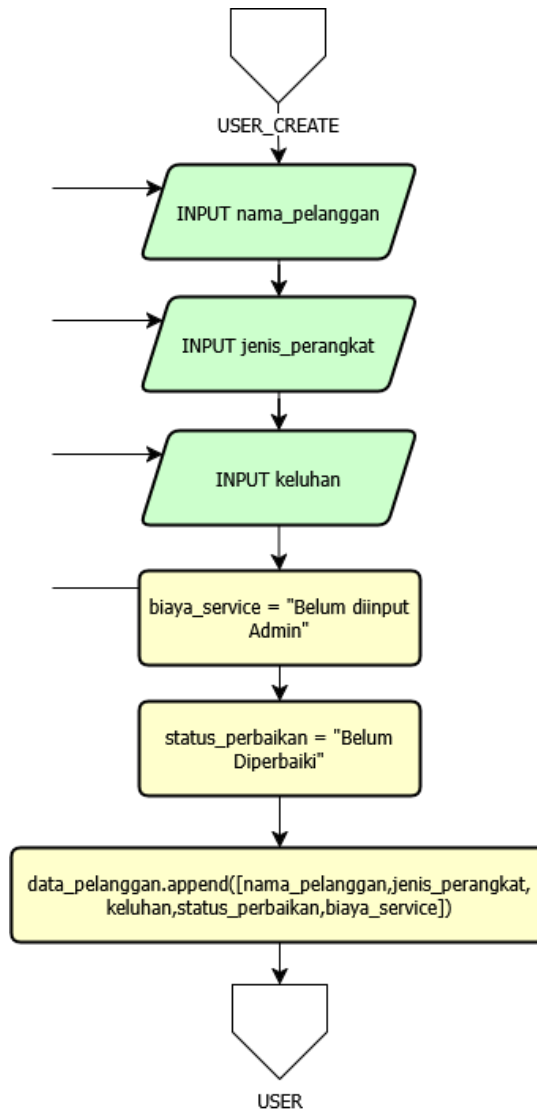 USER_CREATE
INPUT nama_pelanggan
INPUT jenis_perangkat
INPUT keluhan
biaya_service = "Belum diinput
Admin"
status_perbaikan = "Belum
Diperbaiki"
data_pelanggan.append([nama_pelanggan,jenis_perangkat,
keluhan,status_perbaikan,biaya_service])
USER